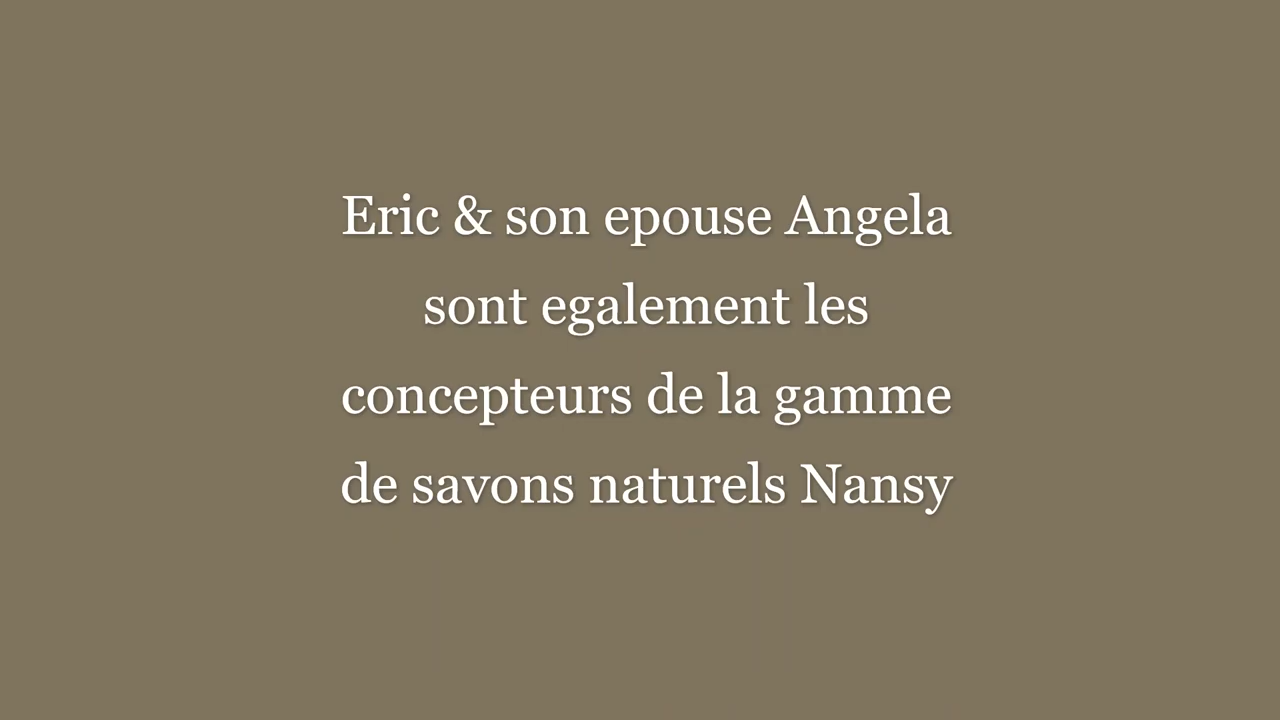 Eric & son epouse Angela
sont egalement les
concepteurs de la gamme
de savons naturels Nansy